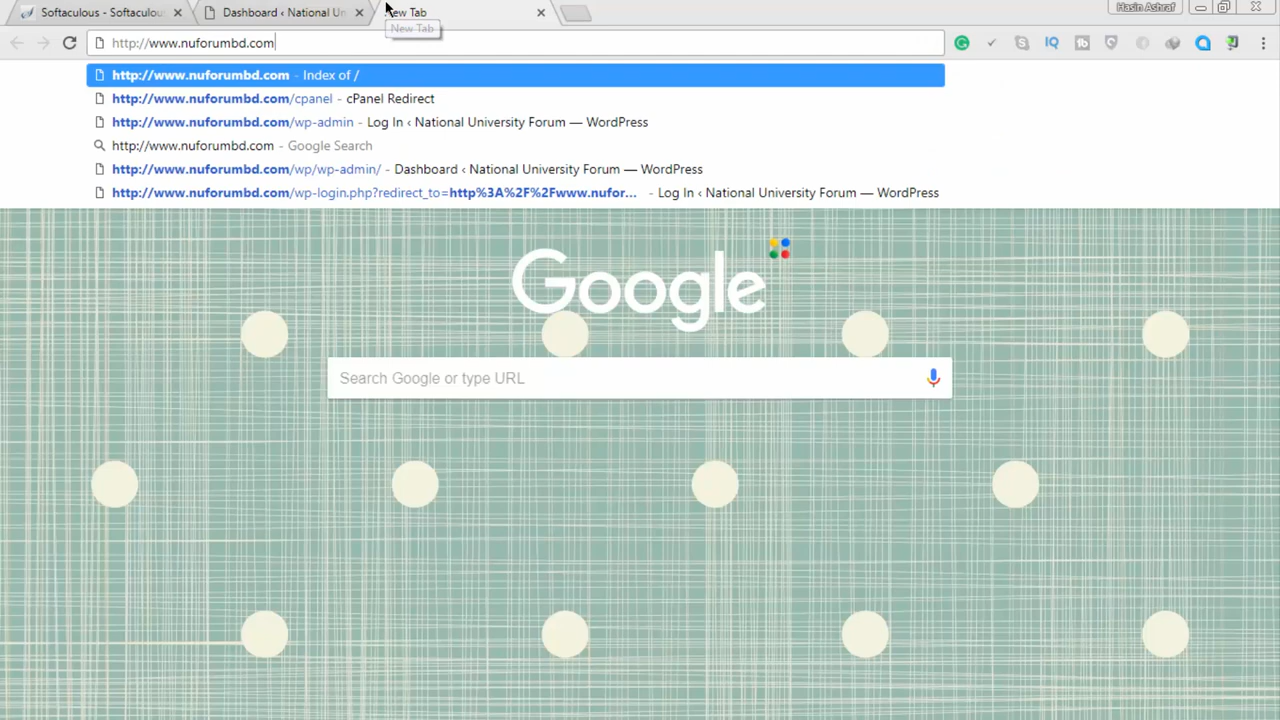 Softaculous - Softaculou
Dashboard ‹ National Un
New Tab
Hasin Ashraf
New Tab
http://www.nuforumbd.com
http://www.nuforumbd.com - Index of /
http://www.nuforumbd.com/cpanel - cPanel Redirect
http://www.nuforumbd.com/wp-admin - Log In ‹ National University Forum — WordPress
http://www.nuforumbd.com - Google Search
http://www.nuforumbd.com/wp/wp-admin/ - Dashboard ‹ National University Forum — WordPress
http://www.nuforumbd.com/wp-login.php?redirect_to=http%3A%2F%2Fwww.nufor... - Log In ‹ National University Forum — WordPress
Google
Search Google or type URL